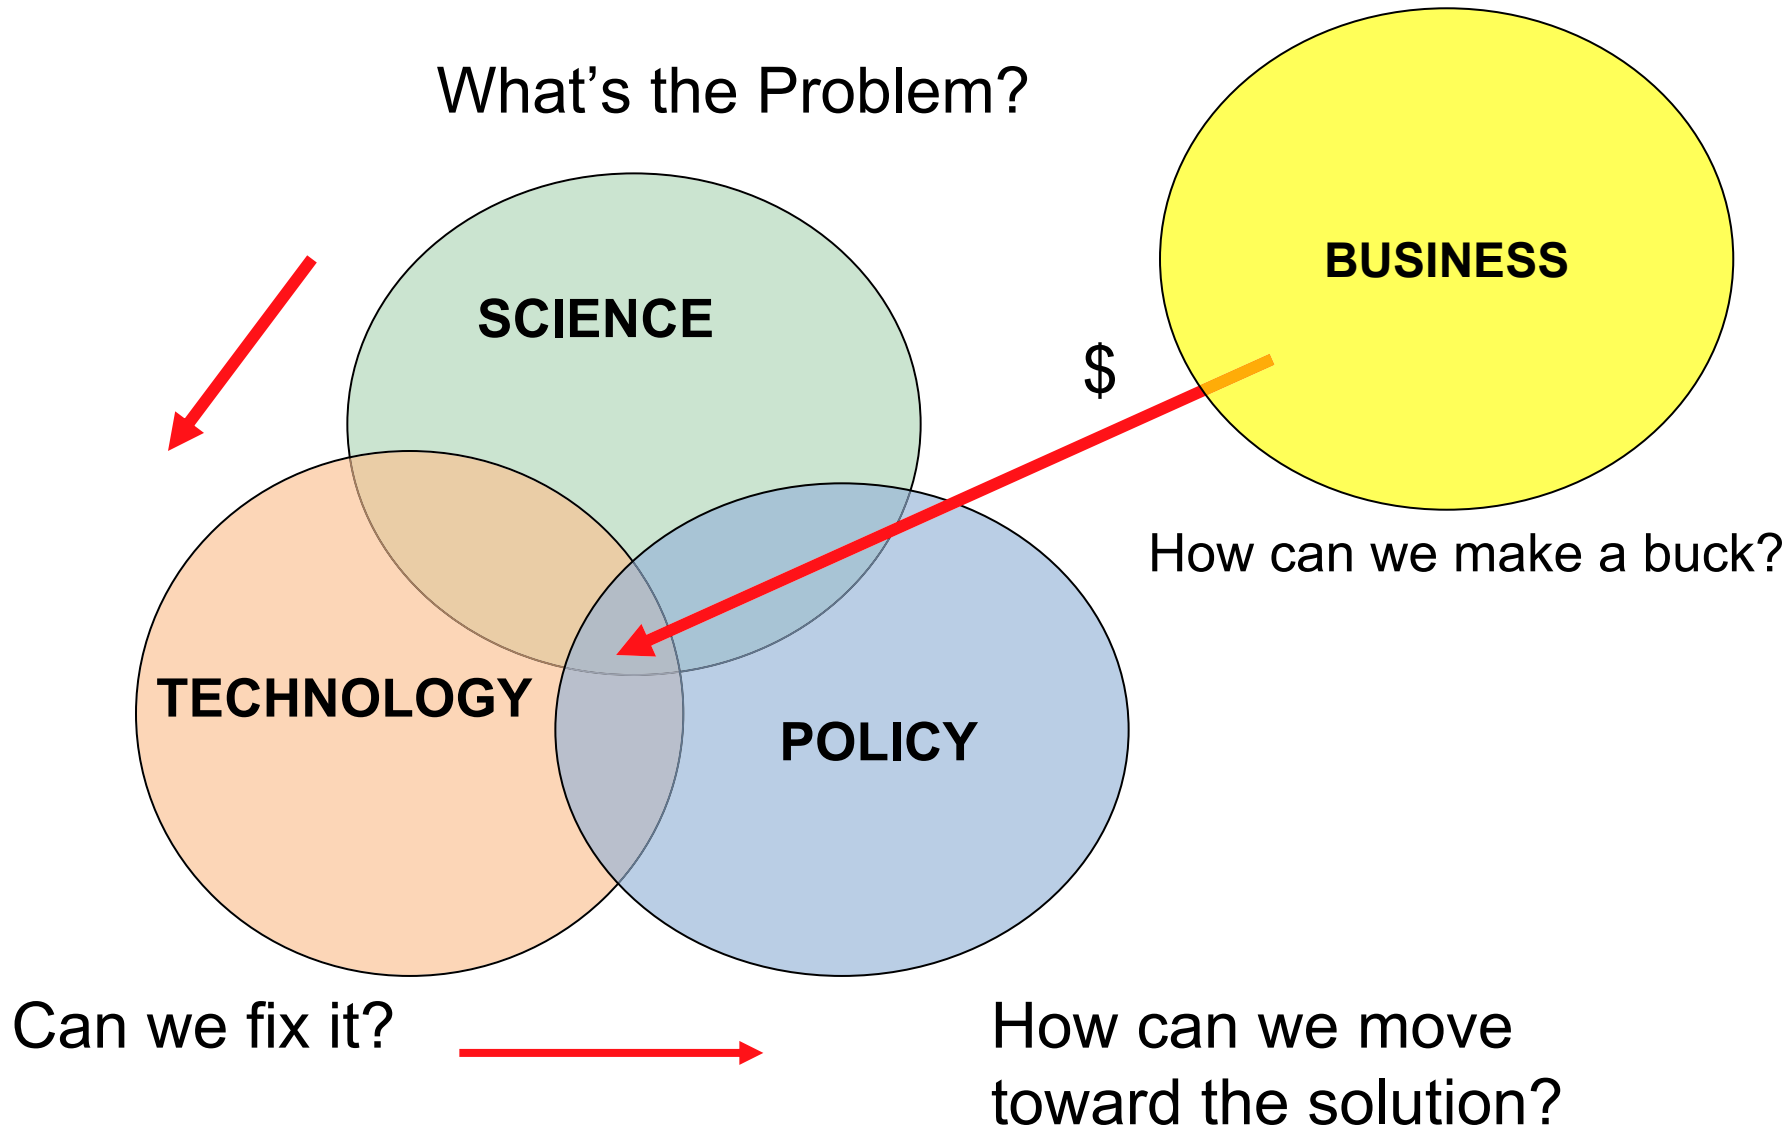 What’s the Problem?
BUSINESS
SCIENCE
$
How can we make a buck?
TECHNOLOGY
POLICY
Can we fix it?
How can we move
toward the solution?